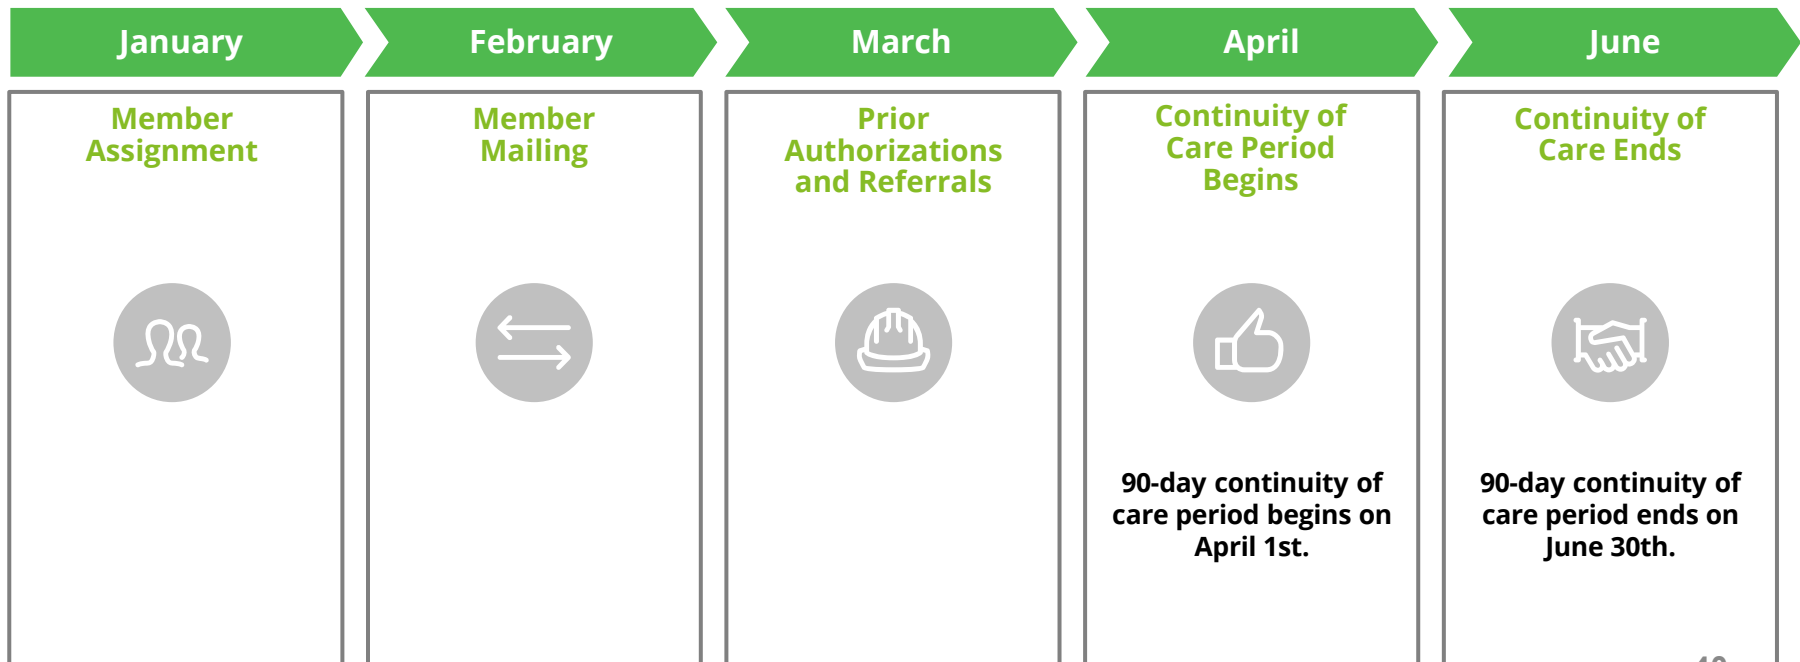 January
February
March
April
June
Member
Assignment
Member
Mailing
Prior
Authorizations
and Referrals
Continuity of
Care Period
Begins
90-day continuity of
care period begins on
April 1st.
Continuity of
Care Ends
90-day continuity of
care period ends on
June 30th.